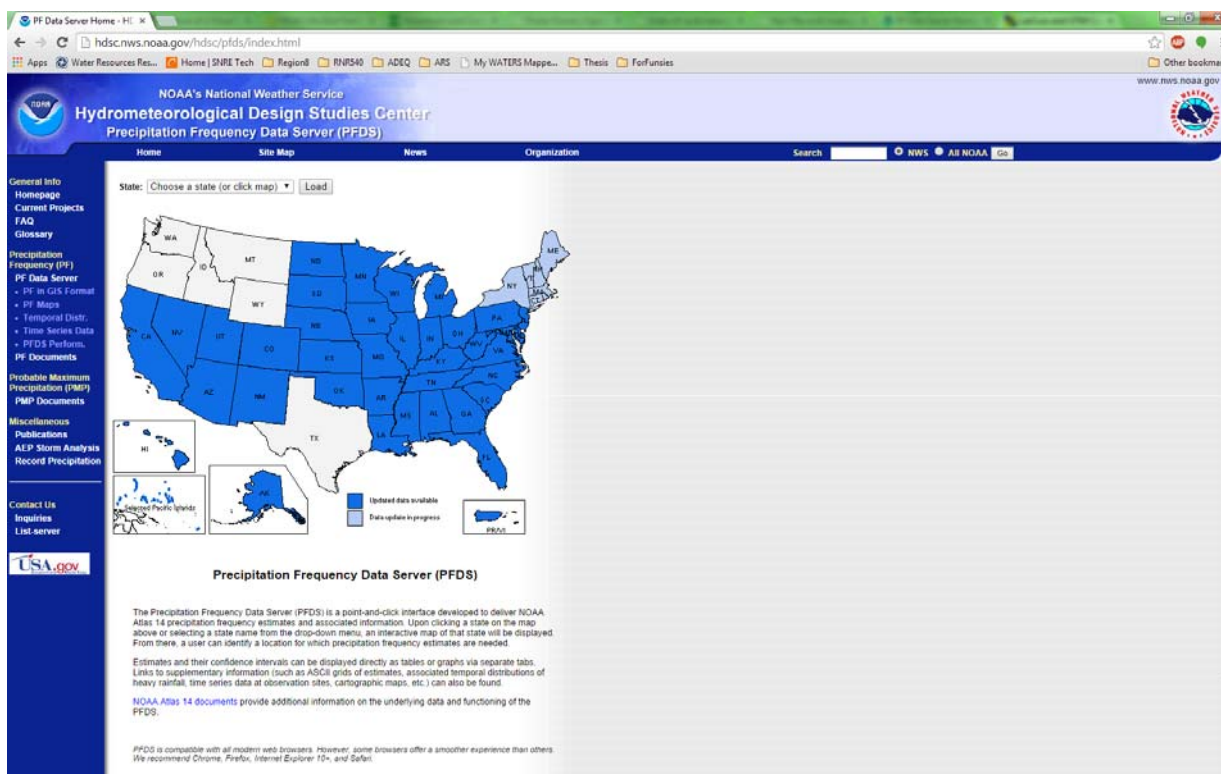 PF Data Server Home - HD
hdsc.nws.noaa.gov/hdsc/pfds/index.html
Apps Water Resources Res... Home | SNRE Tech Region8 RNR540 ADEQ ARS My WATERS Mappe... Thesis ForFunsies Other bookma
www.nws.noaa.gov
NOAA
NOAA's National Weather Service
Hydrometeorological Design Studies Center
Precipitation Frequency Data Server (PFDS)
Home Site Map News Organization Search NWS All NOAA Go
General Info
Homepage
Current Projects
FAQ
Glossary
Precipitation
Frequency (PF)
PF Data Server
• PF in GIS Format
• PF Maps
• Temporal Distr.
• Time Series Data
• PFDS Perform.
PF Documents
Probable Maximum
Precipitation (PMP)
PMP Documents
Miscellaneous
Publications
AEP Storm Analysis
Record Precipitation
Contact Us
Inquiries
List-server
USA.gov
State: Choose a state (or click map) Load
WA
MT
ND
ME
OR
ID
MN
NY
WY
SD
WI
MI
NE
IA
PA
CA
NV
UT
CO
KS
MO
IL
IN
OH
WV
VA
KY
AZ
NM
OK
AR
TN
NC
SC
MS
AL
GA
TX
LA
FL
HI
AK
Selected Pacific Islands
PR/VI
Updated data available
Data update in progress
Precipitation Frequency Data Server (PFDS)
The Precipitation Frequency Data Server (PFDS) is a point-and-click interface developed to deliver NOAA
Atlas 14 precipitation frequency estimates and associated information. Upon clicking a state on the map
above or selecting a state name from the drop-down menu, an interactive map of that state will be displayed.
From there, a user can identify a location for which precipitation frequency estimates are needed.
Estimates and their confidence intervals can be displayed directly as tables or graphs via separate tabs.
Links to supplementary information (such as ASCII grids of estimates, associated temporal distributions of
heavy rainfall, time series data at observation sites, cartographic maps, etc.) can also be found.
NOAA Atlas 14 documents provide additional information on the underlying data and functioning of the
PFDS.
PFDS is compatible with all modern web browsers. However, some browsers offer a smoother experience than others.
We recommend Chrome, Firefox, Internet Explorer 10+, and Safari.